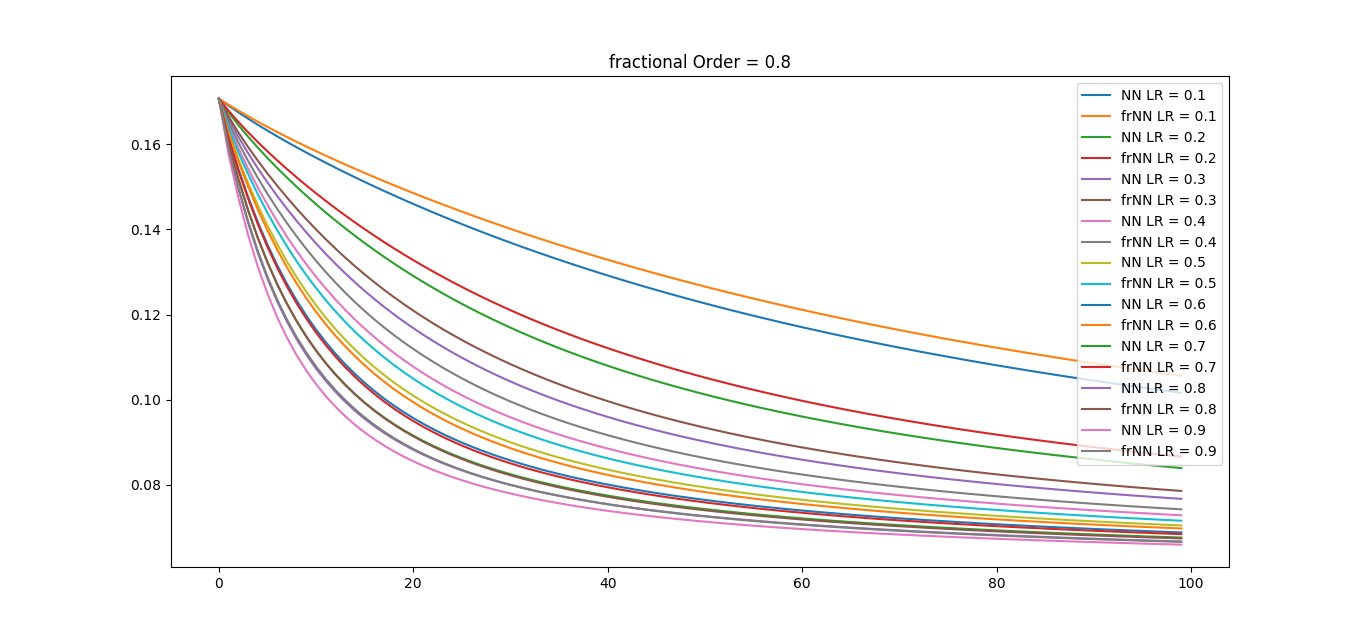 fractional Order = 0.8
NN LR = 0.1
frNN LR = 0.1
NN LR = 0.2
frNN LR = 0.2
NN LR = 0.3
frNN LR = 0.3
NN LR = 0.4
frNN LR = 0.4
NN LR = 0.5
frNN LR = 0.5
NN LR = 0.6
frNN LR = 0.6
NN LR = 0.7
frNN LR = 0.7
NN LR = 0.8
frNN LR = 0.8
NN LR = 0.9
frNN LR = 0.9
0.16
0.14
0.12
0.10
0.08
0 20 40 60 80 100